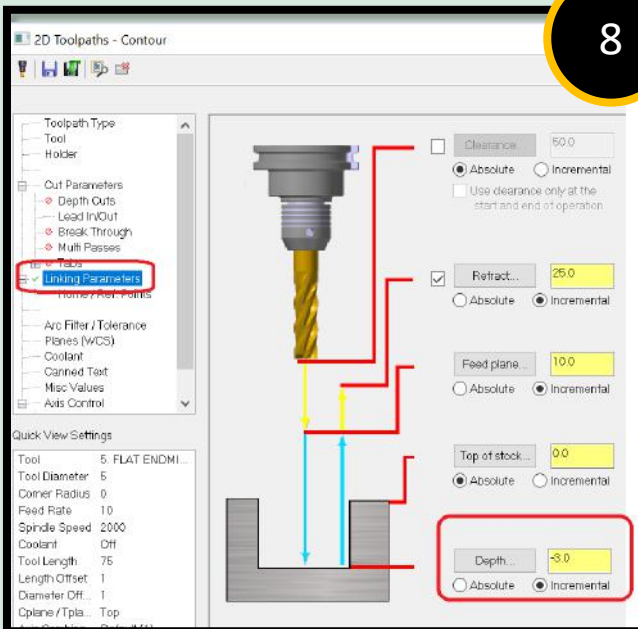 2D Toolpaths - Contour
8
Toolpath Type
Tool
Holder
Cut Parameters
Depth Cuts
Lead In/Out
Break Through
Multi Passes
Tabs
Linking Parameters
Home / Ref. Points
Arc Filter / Tolerance
Planes (WCS)
Coolant
Canned Text
Misc Values
Axis Control
Quick View Settings
Tool 5. FLAT ENDMI...
Tool Diameter 5
Corner Radius 0
Feed Rate 10
Spindle Speed 2000
Coolant Off
Tool Length 75
Length Offset 1
Diameter Off... 1
Cplane / Tpla... Top
Clearance... 50.0
Absolute Incremental
Use clearance only at the
start and end of operation
Retract... 25.0
Absolute Incremental
Feed plane... 10.0
Absolute Incremental
Top of stock... 0.0
Absolute Incremental
Depth... -3.0
Absolute Incremental